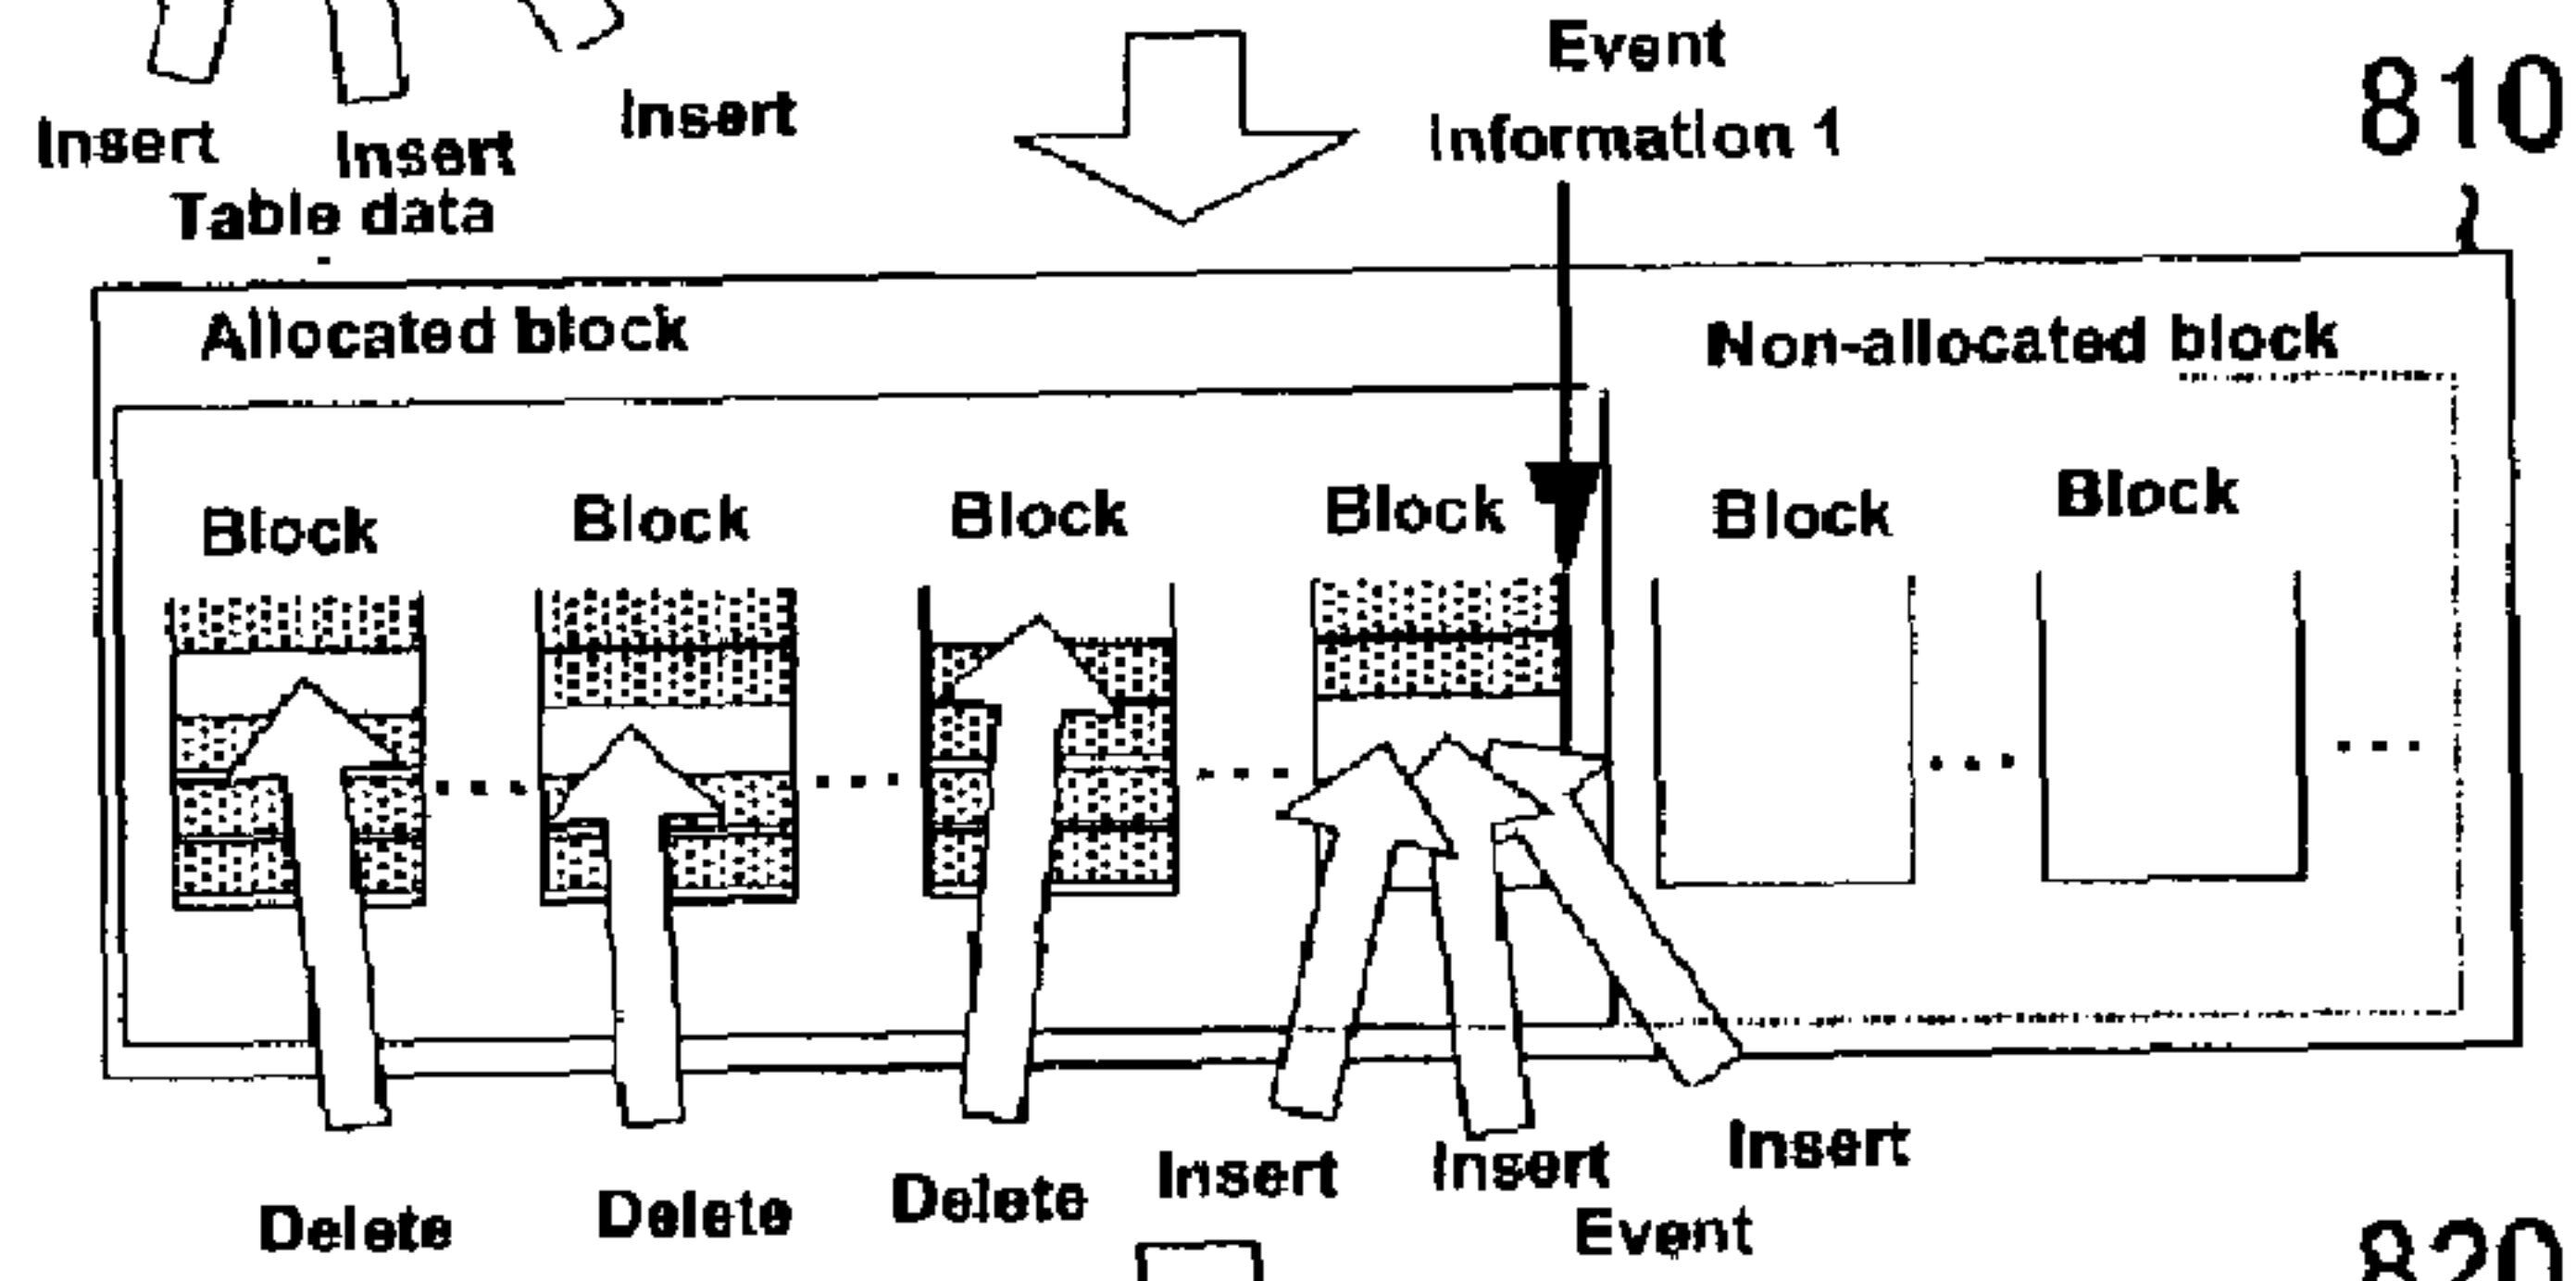 Event
Information 1
810
Insert
Insert
Insert
Table data
Allocated block
Non-allocated block
Block
Block
Block
Block
Block
Block
Delete
Delete
Delete
Insert
Insert
Insert
Event
820